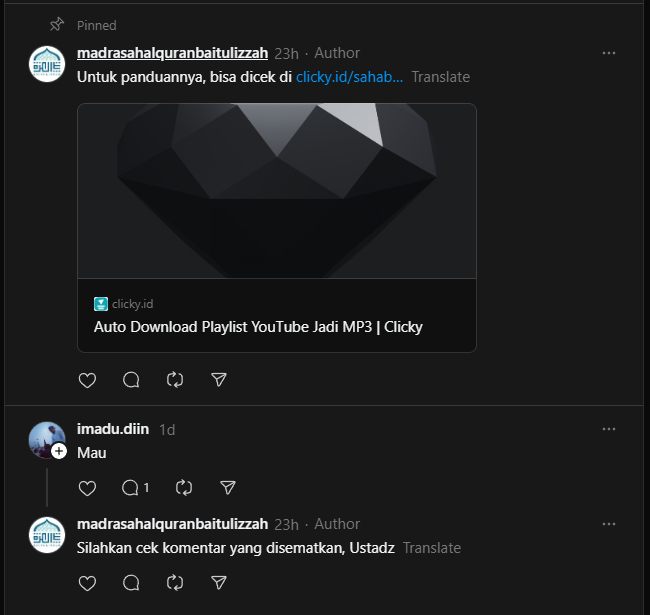 Pinned
madrasahalquranbaitulizzah 23h · Author
Untuk panduannya, bisa dicek di clicky.id/sahab... Translate
clicky.id
Auto Download Playlist YouTube Jadi MP3 | Clicky
imadu.diin 1d
Mau
1
madrasahalquranbaitulizzah 23h · Author
Silahkan cek komentar yang disematkan, Ustadz Translate